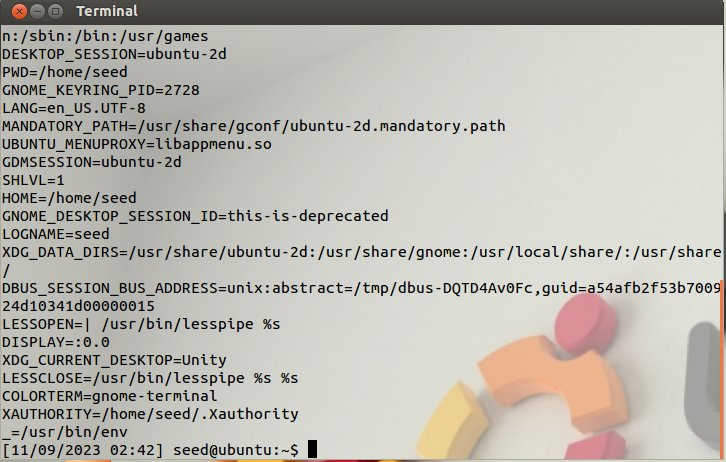 Terminal
n:/sbin:/bin:/usr/games
DESKTOP_SESSION=ubuntu-2d
PWD=/home/seed
GNOME_KEYRING_PID=2728
LANG=en_US.UTF-8
MANDATORY_PATH=/usr/share/gconf/ubuntu-2d.mandatory.path
UBUNTU_MENUPROXY=libappmenu.so
GDMSESSION=ubuntu-2d
SHLVL=1
HOME=/home/seed
GNOME_DESKTOP_SESSION_ID=this-is-deprecated
LOGNAME=seed
XDG_DATA_DIRS=/usr/share/ubuntu-2d:/usr/share/gnome:/usr/local/share/:/usr/share
/
DBUS_SESSION_BUS_ADDRESS=unix:abstract=/tmp/dbus-DQTD4Av0Fc,guid=a54afb2f53b7009
24d10341d00000015
LESSOPEN=| /usr/bin/lesspipe %s
DISPLAY=:0.0
XDG_CURRENT_DESKTOP=Unity
LESSCLOSE=/usr/bin/lesspipe %s %s
COLORTERM=gnome-terminal
XAUTHORITY=/home/seed/.Xauthority
_=/usr/bin/env
[11/09/2023 02:42] seed@ubuntu:~$